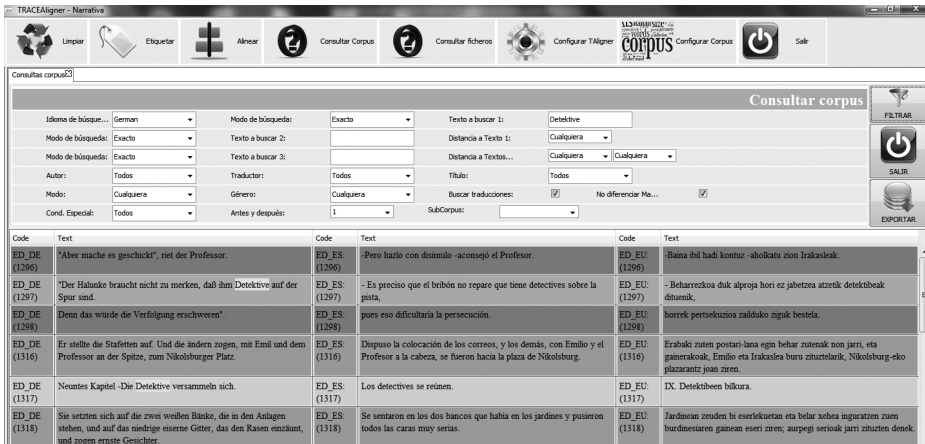 TRACEAligner - Narrativa
Limpiar Etiquetar Alinear Consultar Corpus Consultar ficheros Configurar TAligner CORPUS Configurar Corpus Salir
Consultas corpus
Consultar corpus
FILTRAR
Idioma de búsque... German Modo de búsqueda: Exacto Texto a buscar 1: Detektive
Modo de búsqueda: Exacto Texto a buscar 2: Distancia a Texto 1: Cualquiera
Modo de búsqueda: Exacto Texto a buscar 3: Distancia a Textos... Cualquiera Cualquiera
SALIR
Autor: Todos Traductor: Todos Título: Todos
Modo: Cualquiera Género: Cualquiera Buscar traducciones: No diferenciar Ma...
Cond. Especial: Todos Antes y después: 1 SubCorpus:
EXPORTAR
Code Text Code Text Code Text
ED_DE "Aber mache es geschickt", riet der Professor. ED_ES: -Pero hazlo con disimulo -aconsejó el Profesor. ED_EU: -Baina ibil hadi kontuz -aholkatu zion Irakasleak.
(1296) (1296) (1296)
ED_DE "Der Halunke braucht nicht zu merken, daß ihm Detektive auf der ED_ES: - Es preciso que el bribón no repare que tiene detectives sobre la ED_EU: - Beharrezkoa duk alproja hori ez jabetzea atzetik detektibeak
(1297) Spur sind. (1297) pista, (1297) dituenik,
ED_DE Denn das würde die Verfolgung erschweren". ED_ES: pues eso dificultaria la persecución. ED_EU: horrek pertsekuzioa zailduko ziguk bestela.
(1298) (1298) (1298)
ED_DE Er stellte die Stafetten auf. Und die ändern zogen, mit Emil und dem ED_ES: Dispuso la colocación de los correos, y los demás, con Emilio y el ED_EU: Erabaki zuten postari-lana egin behar zutenak non jarri, eta
(1316) Professor an der Spitze, zum Nikolsburger Platz. (1316) Profesor a la cabeza, se fueron hacia la plaza de Nikolsburg. (1316) gainerakoak, Emilio eta Irakaslea buru zituztelarik, Nikolsburg-eko
plazarantz joan ziren.
ED_DE Neuntes Kapitel -Die Detektive versammeln sich. ED_ES: Los detectives se reúnen. ED_EU: IX. Detektibeen bilkura.
(1317) (1317) (1317)
ED_DE Sie setzten sich auf die zwei weißen Bänke, die in den Anlagen ED_ES: Se sentaron en los dos bancos que había en los jardines y pusieron ED_EU: Jardinean zeuden bi eserlekuetan eta belar xehea inguratzen zuen
(1318) stehen, und auf das niedrige eiserne Gitter, das den Rasen einzäunt, (1318) todos las caras muy serias. (1318) burdinesiaren gainean eseri ziren; aurpegi serioak jarri zituzten denek.
und zogen ernste Gesichter.